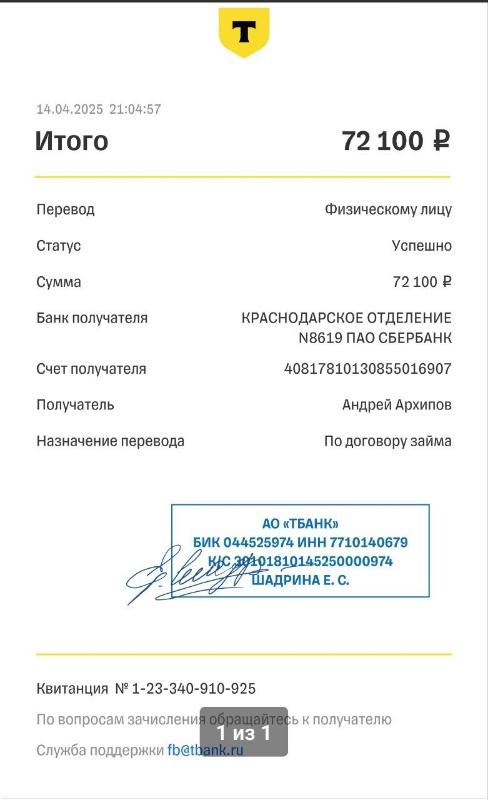 Т
14.04.2025 21:04:57
Итого 72 100 ₽
Перевод Физическому лицу
Статус Успешно
Сумма 72 100 ₽
Банк получателя КРАСНОДАРСКОЕ ОТДЕЛЕНИЕ
N8619 ПАО СБЕРБАНК
Счет получателя 40817810130855016907
Получатель Андрей Архипов
Назначение перевода По договору займа
АО «ТБАНК»
БИК 044525974 ИНН 7710140679
К/С 30101810145250000974
ШАДРИНА Е. С.
Квитанция № 1-23-340-910-925
По вопросам зачисления обращайтесь к получателю
1 из 1
Служба поддержки fb@tbank.ru